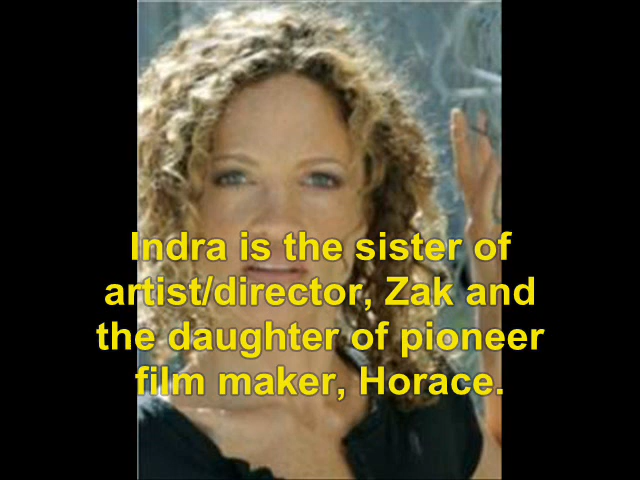 Indra is the sister of
artist/director, Zak and
the daughter of pioneer
film maker, Horace.